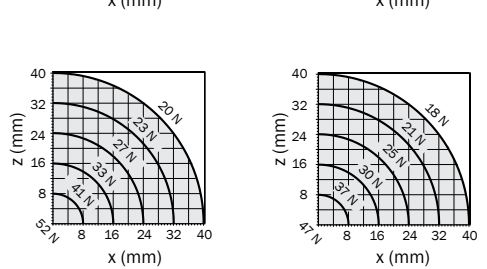 x (mm)
x (mm)
40
32
24
16
8
z (mm)
20 N
23 N
27 N
33 N
41 N
52 N
8 16 24 32 40
x (mm)
40
32
24
16
8
z (mm)
18 N
21 N
25 N
30 N
37 N
47 N
8 16 24 32 40
x (mm)